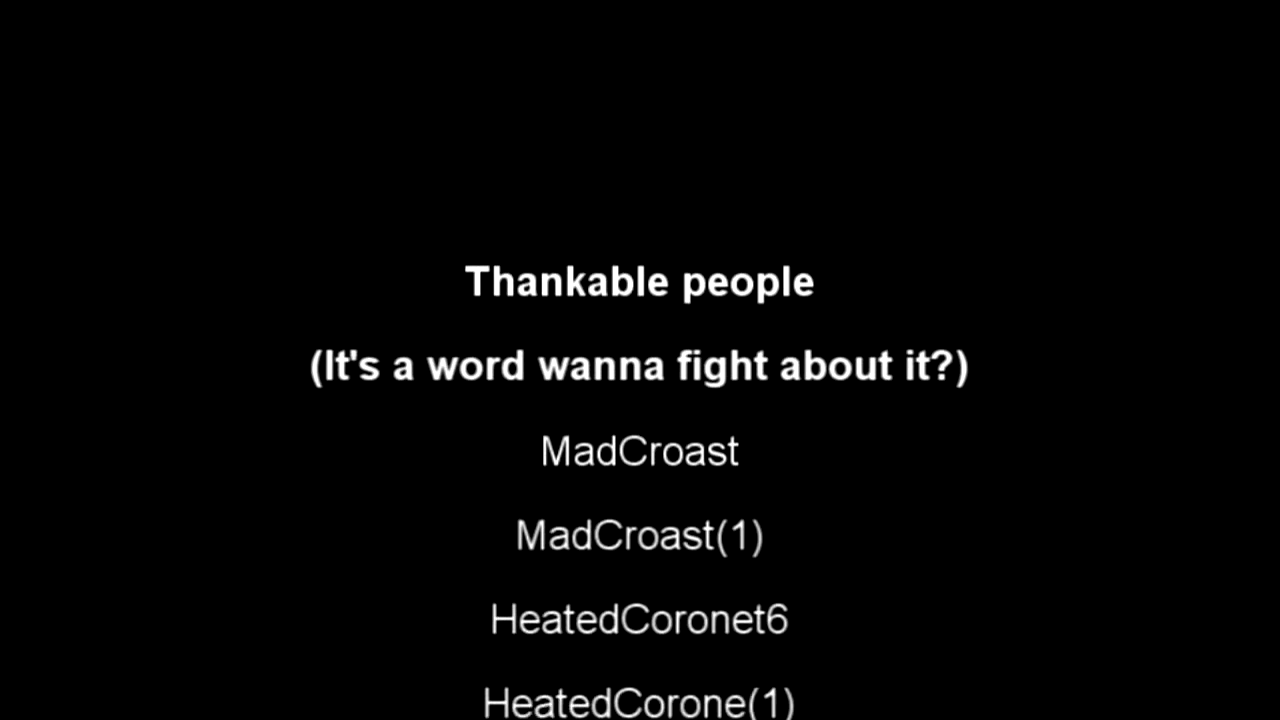 Thankable people
(It's a word wanna fight about it?)
MadCroast
MadCroast(1)
HeatedCoronet6
HeatedCorone(1)